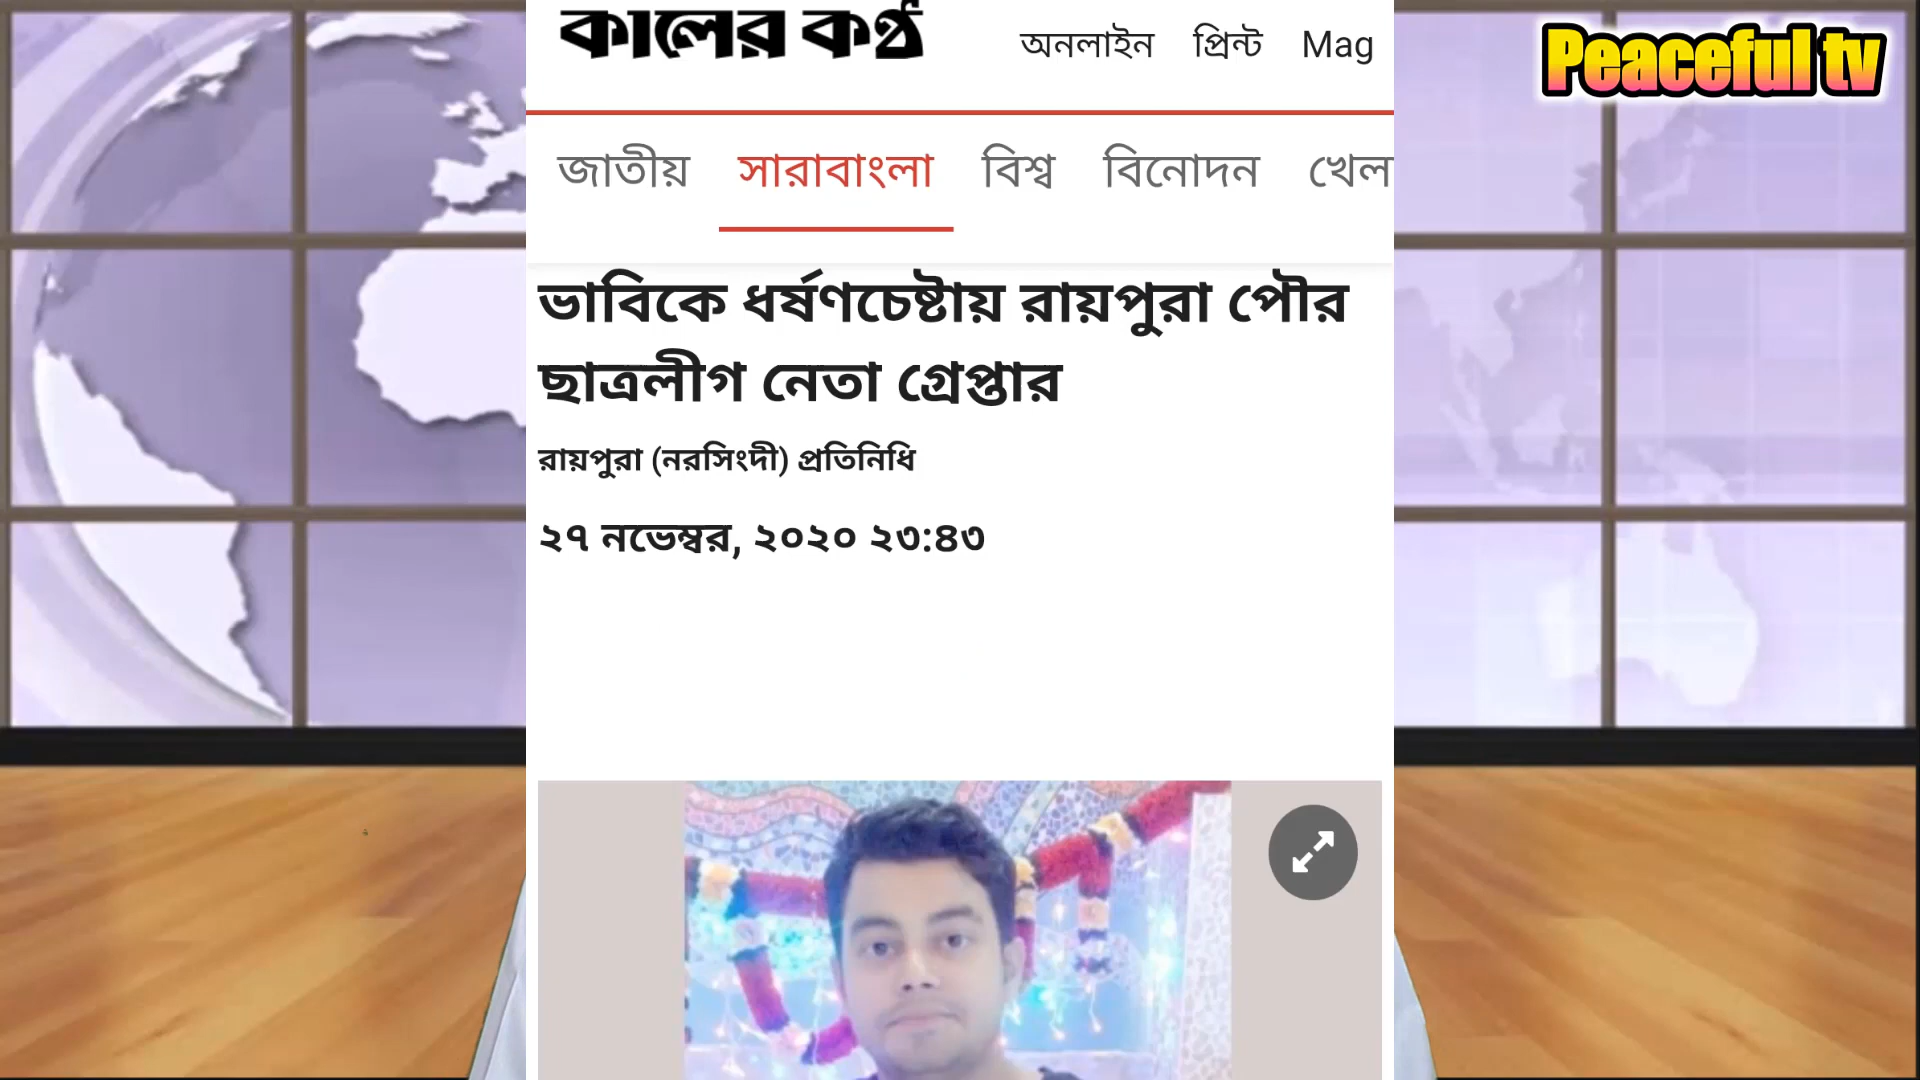 কালের কণ্ঠ অনলাইন প্রিন্ট Mag
Peaceful tv
জাতীয় সারাবাংলা বিশ্ব বিনোদন খেল
ভাবিকে ধর্ষণচেষ্টায় রায়পুরা পৌর
ছাত্রলীগ নেতা গ্রেপ্তার
রায়পুরা (নরসিংদী) প্রতিনিধি
২৭ নভেম্বর, ২০২০ ২৩:৪৩